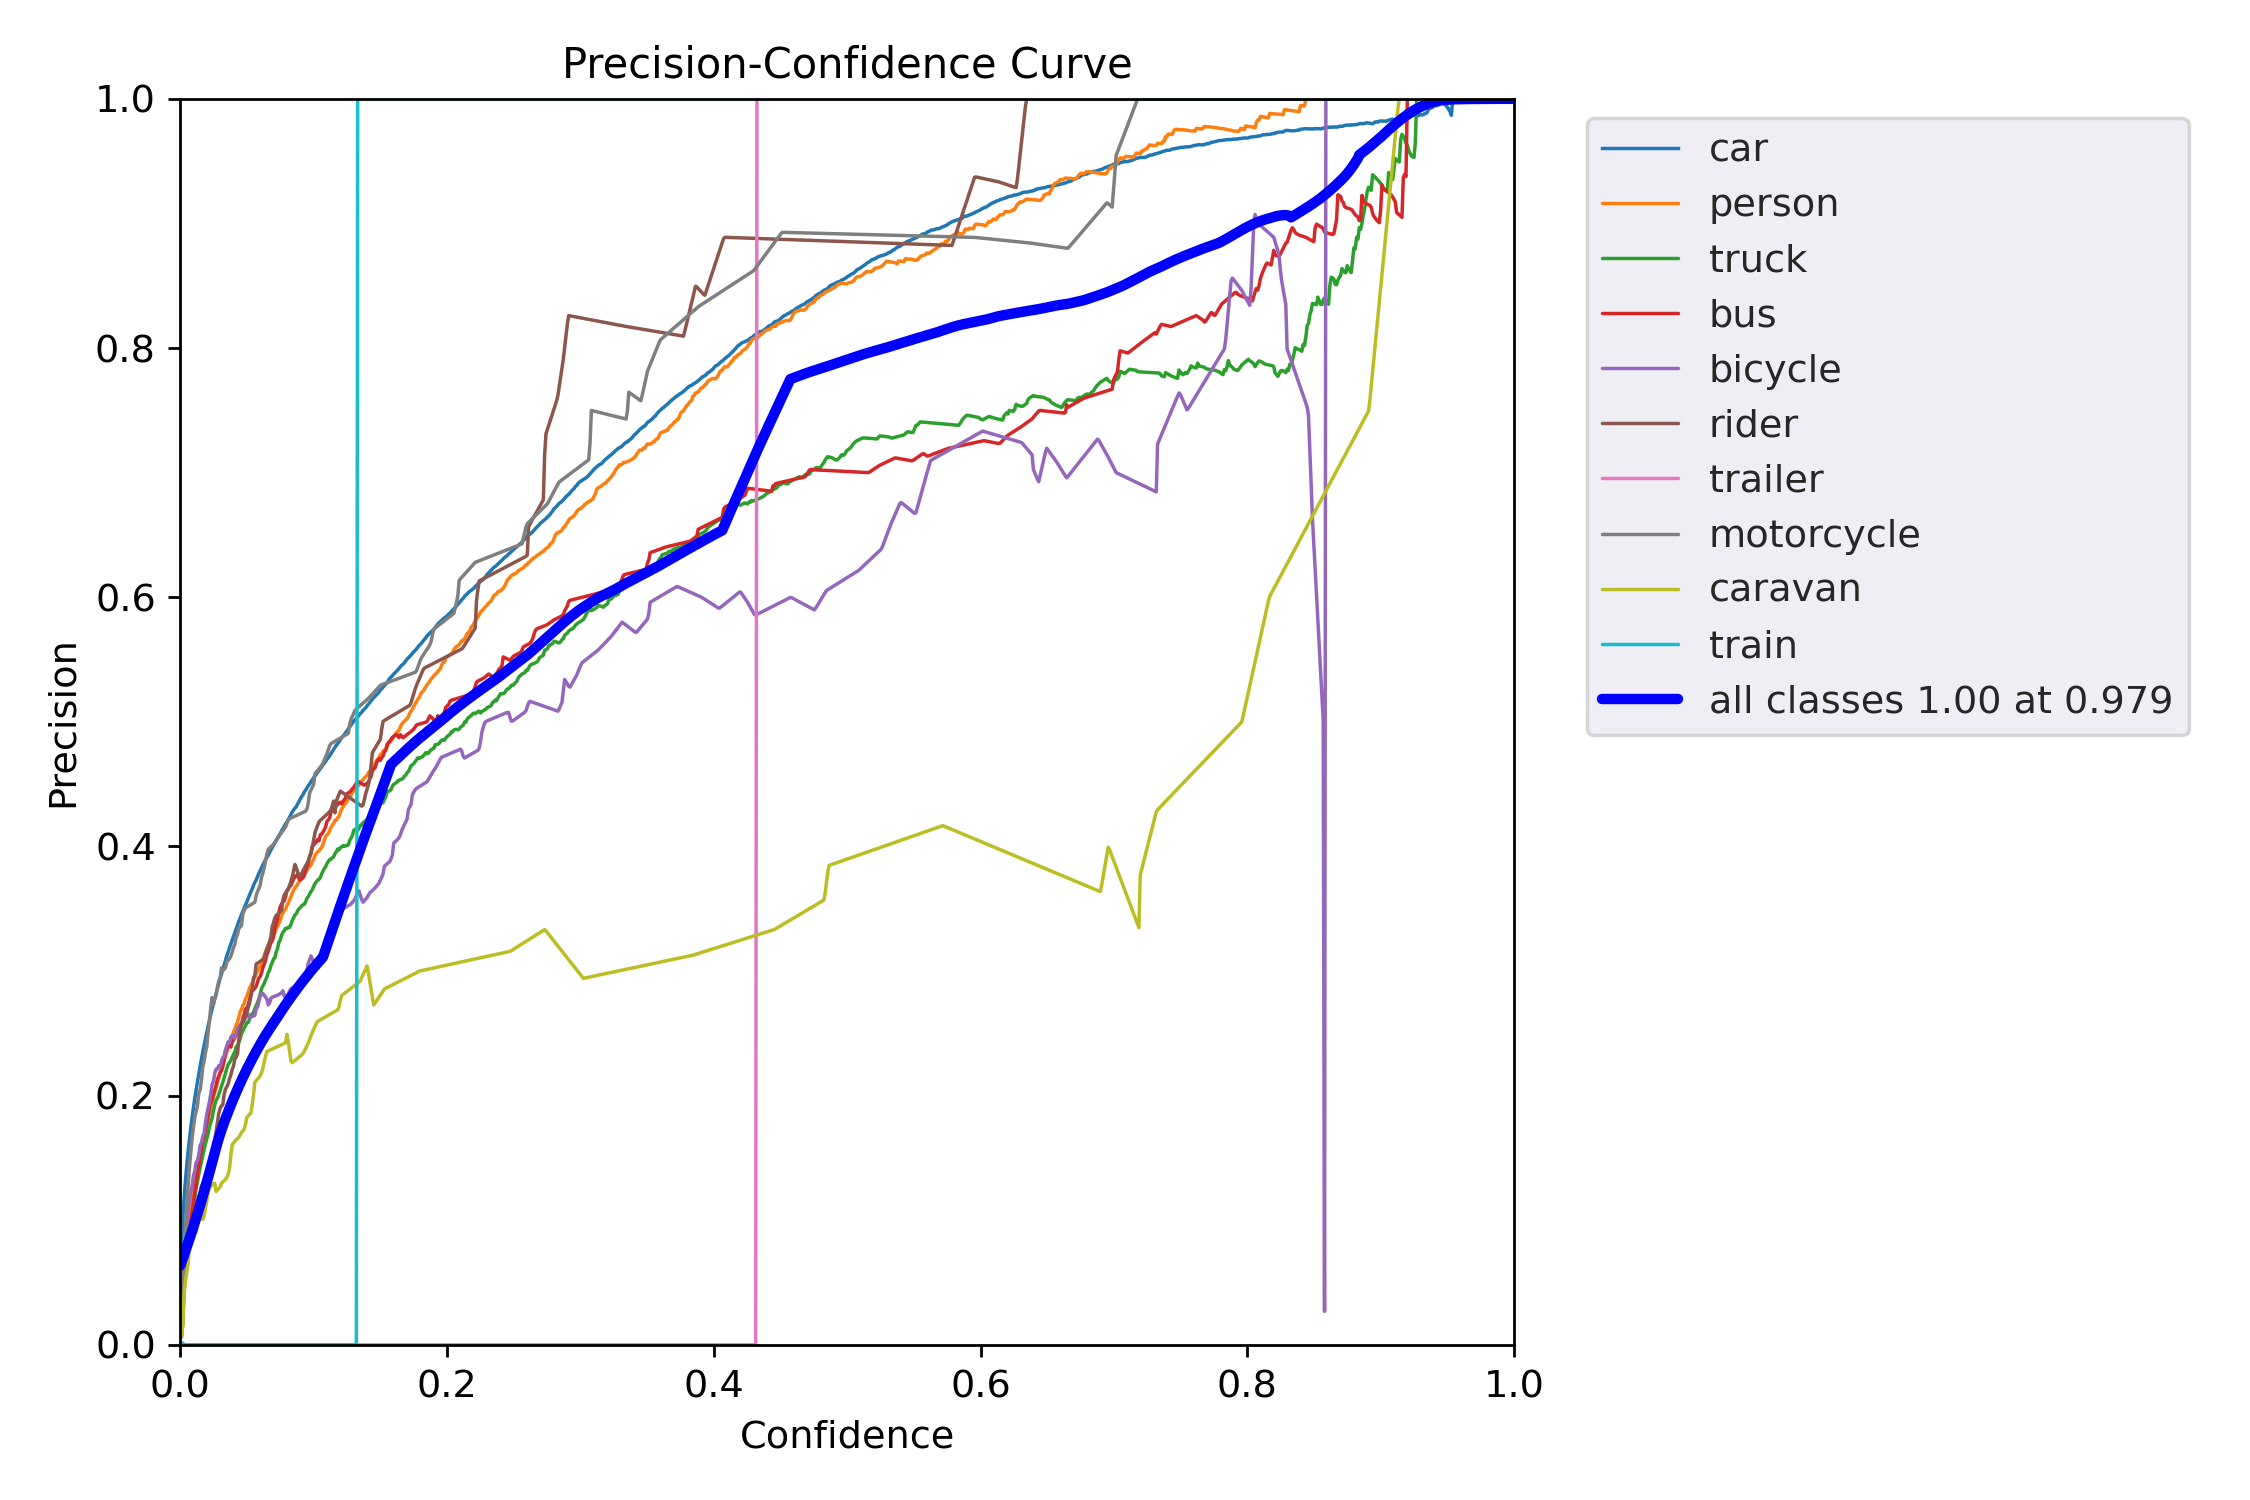 Precision-Confidence Curve
1.0
0.8
0.6
0.4
0.2
0.0
Precision
0.0 0.2 0.4 0.6 0.8 1.0
Confidence
car
person
truck
bus
bicycle
rider
trailer
motorcycle
caravan
train
all classes 1.00 at 0.979